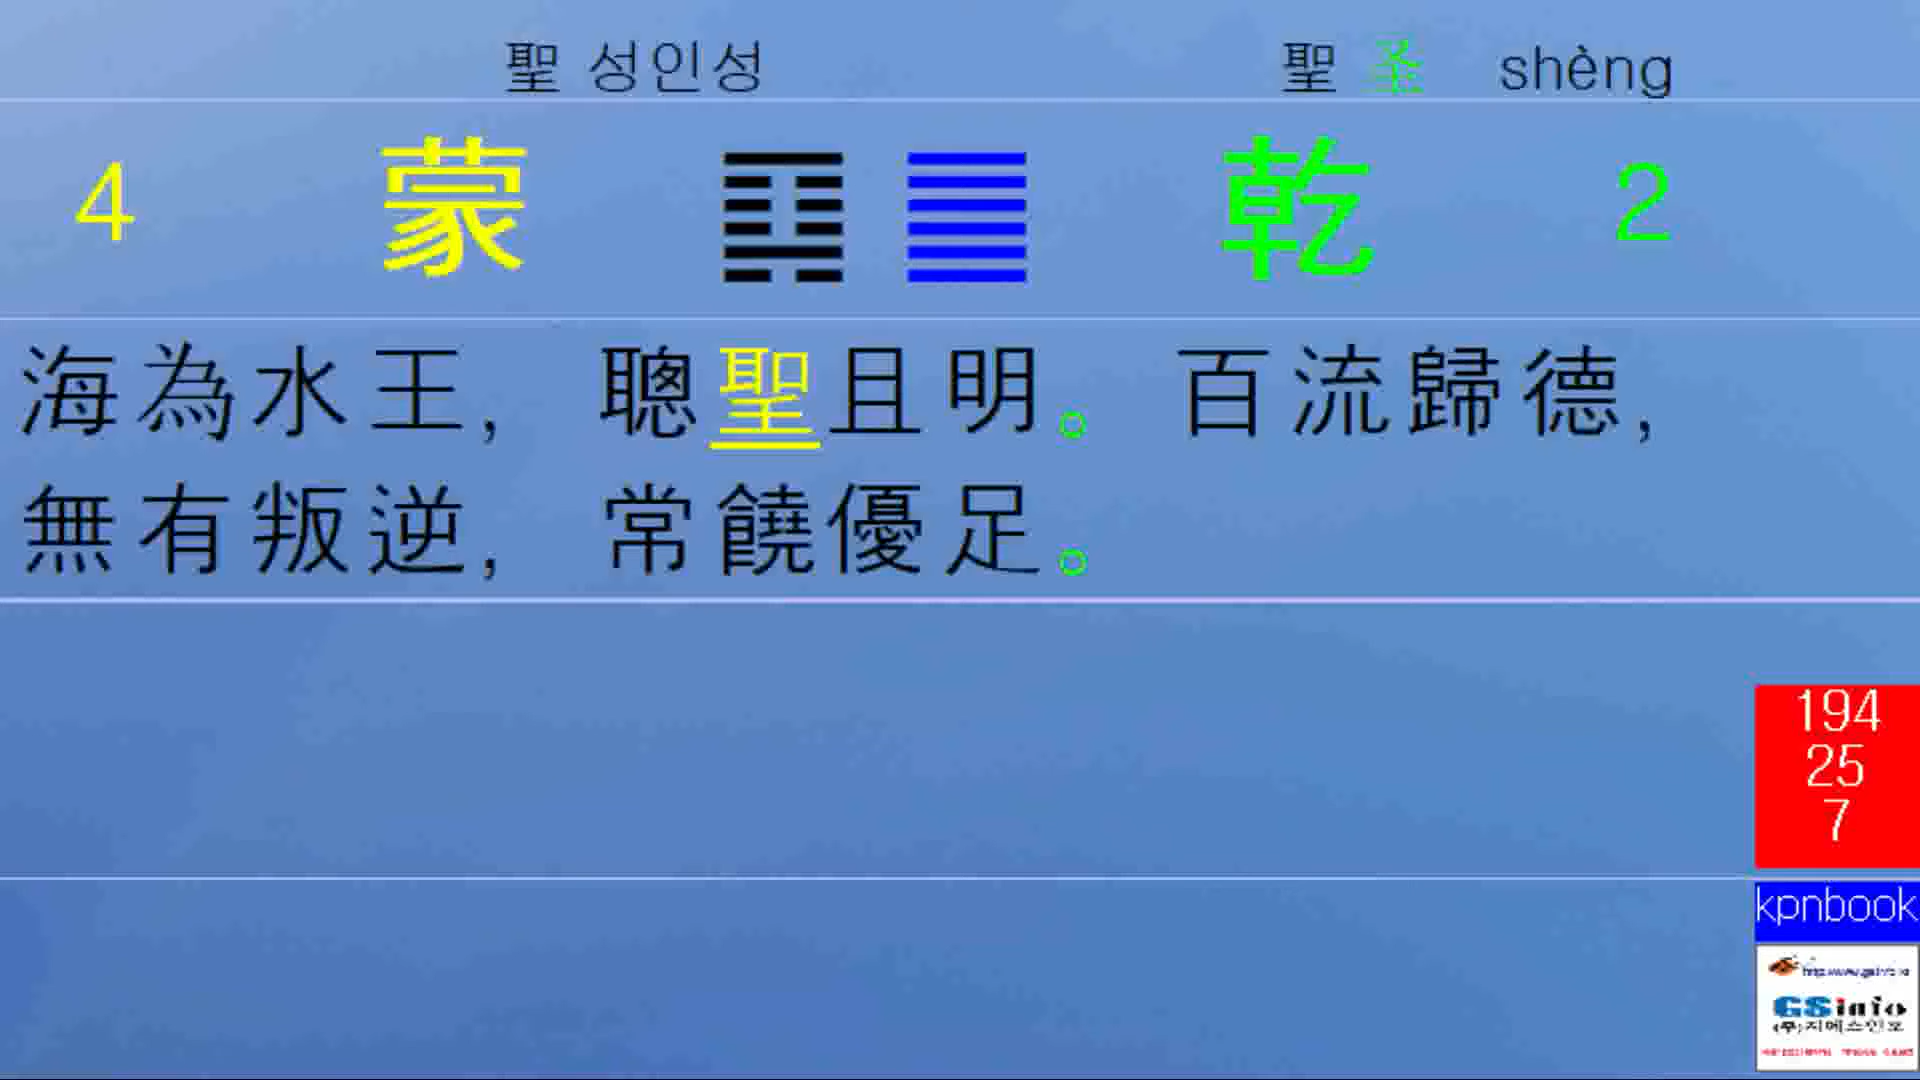 聖 성인성 聖 圣 shèng
4 蒙 乾 2
海為水王, 聰聖且明。 百流歸德,
無有叛逆, 常饒優足。
194
25
7
kpnbook
GSinfo
(주)지에스인포